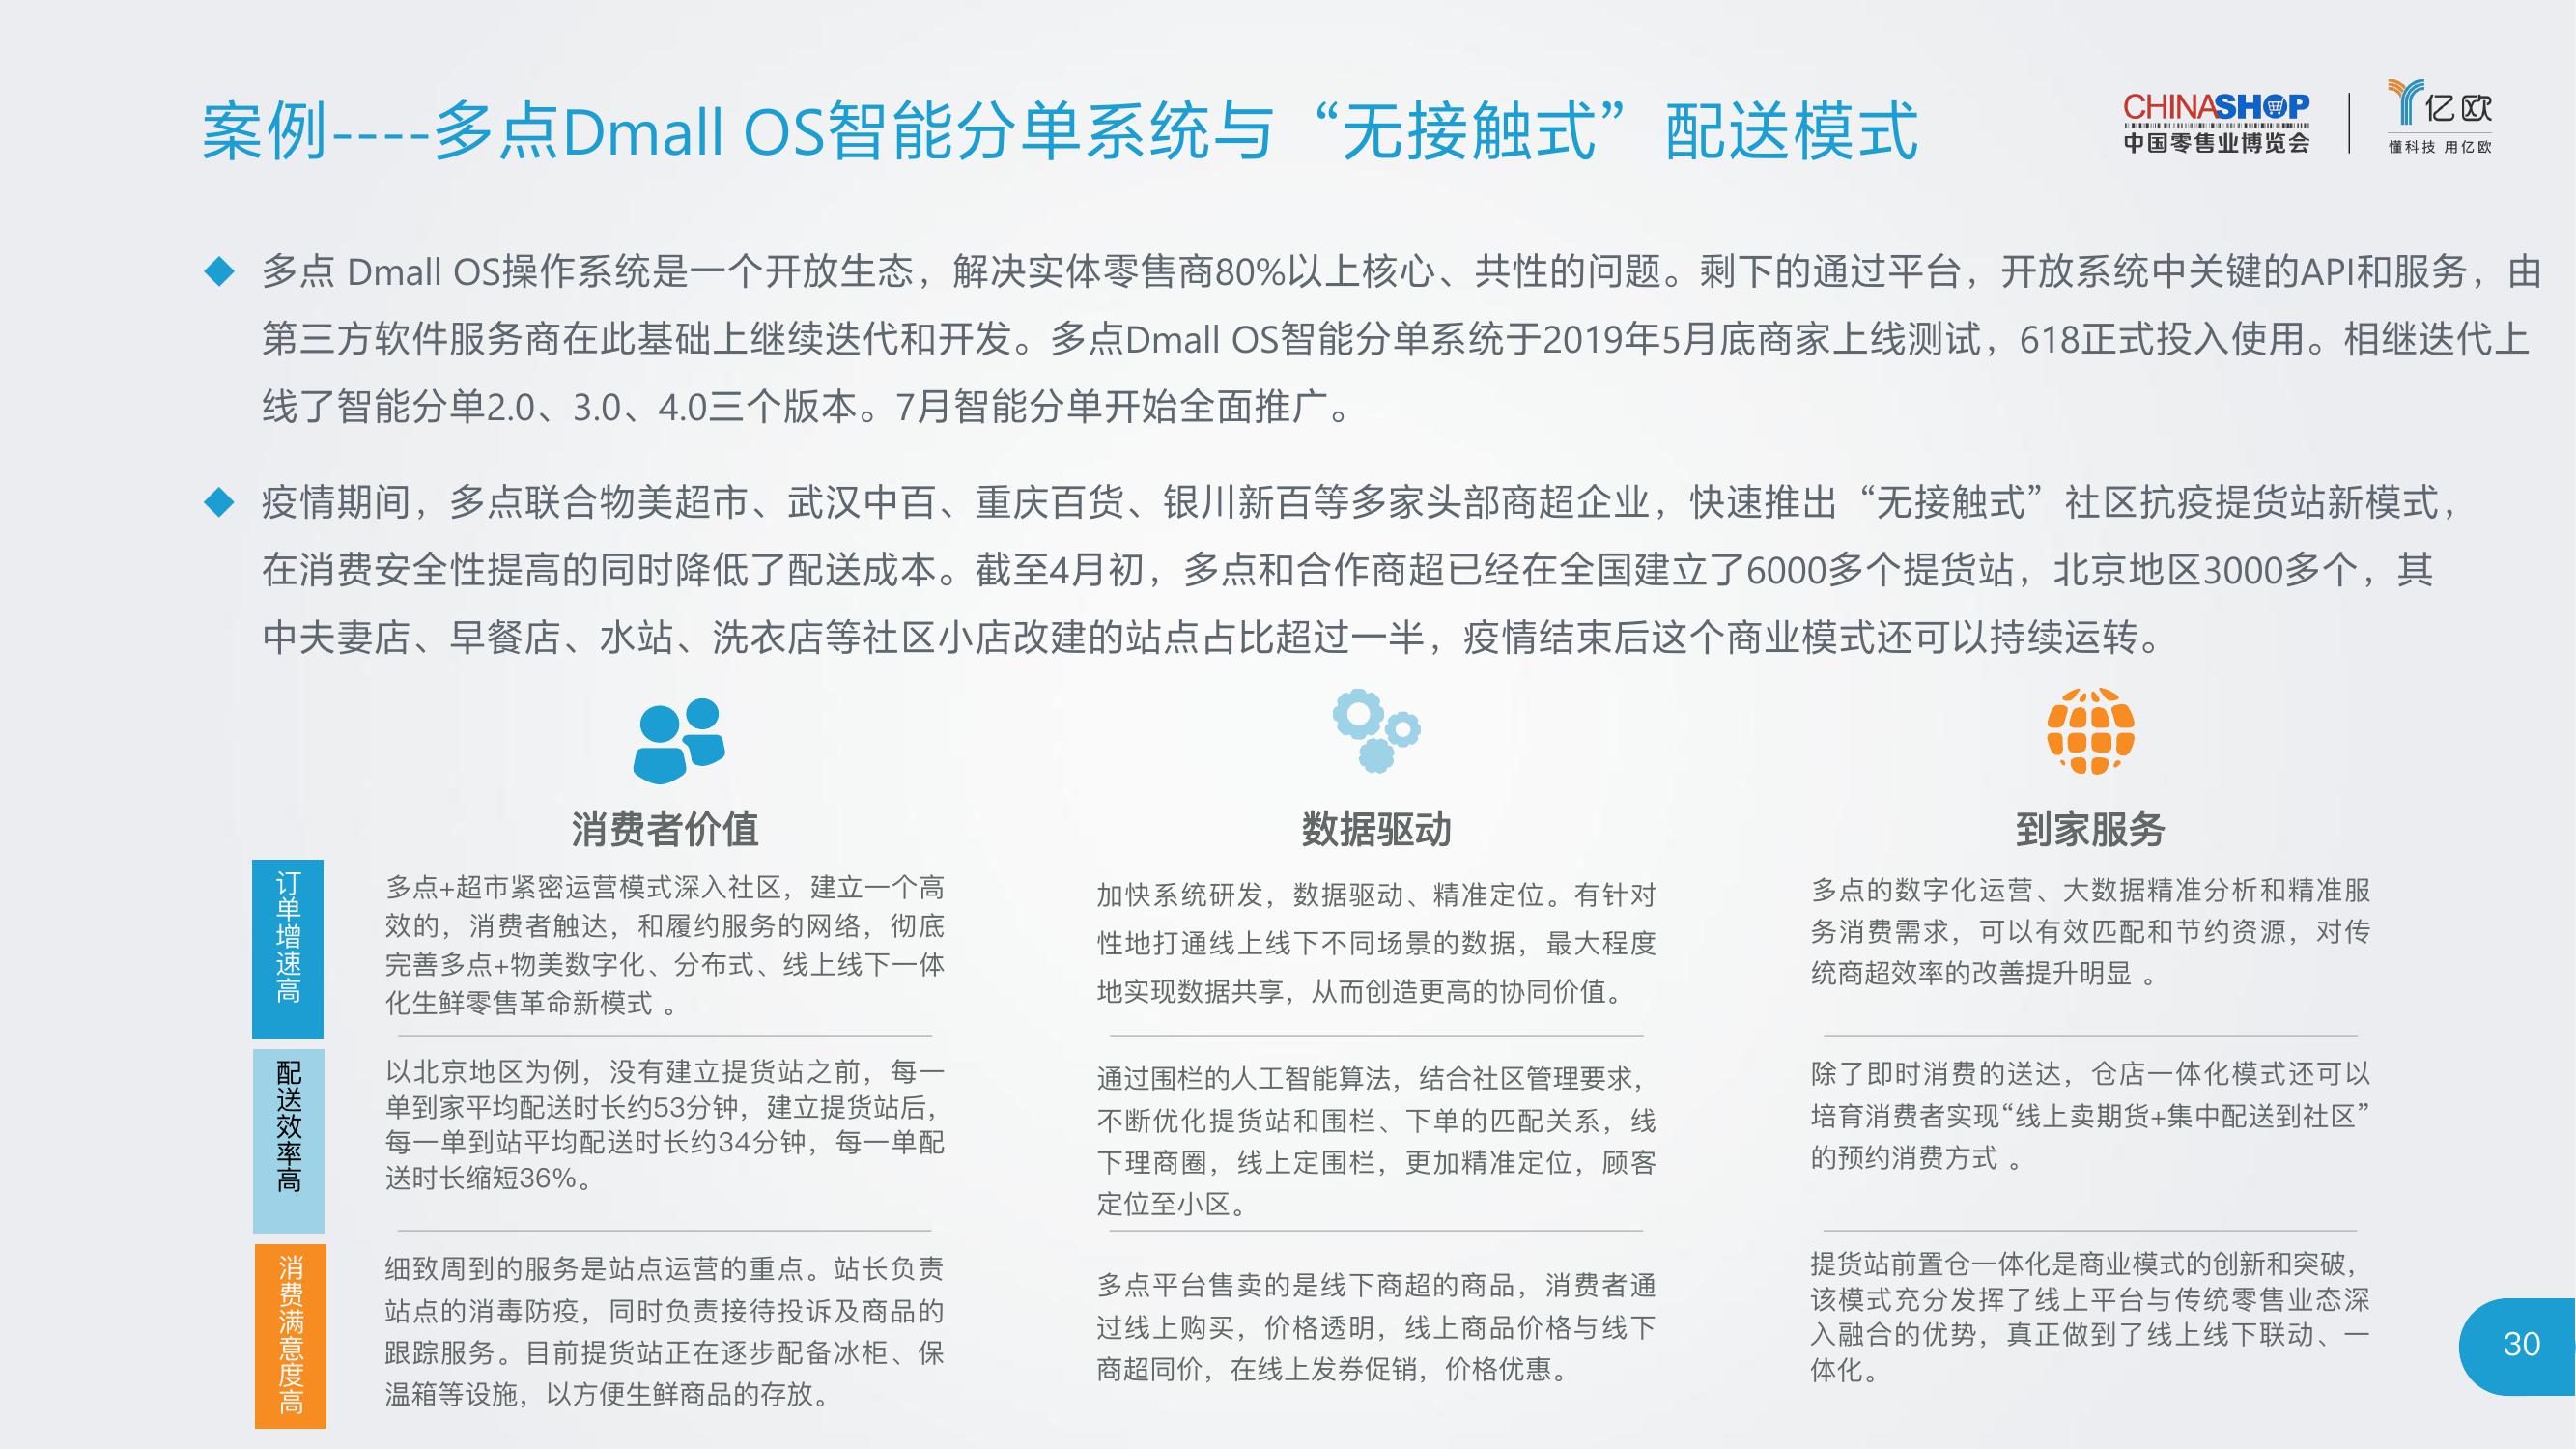 案例----多点Dmall OS智能分单系统与“无接触式”配送模式
CHINASHOP
中国零售业博览会
亿欧
懂科技 用亿欧
多点 Dmall OS操作系统是一个开放生态，解决实体零售商80%以上核心、共性的问题。剩下的通过平台，开放系统中关键的API和服务，由
第三方软件服务商在此基础上继续迭代和开发。多点Dmall OS智能分单系统于2019年5月底商家上线测试，618正式投入使用。相继迭代上
线了智能分单2.0、3.0、4.0三个版本。7月智能分单开始全面推广。
疫情期间，多点联合物美超市、武汉中百、重庆百货、银川新百等多家头部商超企业，快速推出“无接触式”社区抗疫提货站新模式，
在消费安全性提高的同时降低了配送成本。截至4月初，多点和合作商超已经在全国建立了6000多个提货站，北京地区3000多个，其
中夫妻店、早餐店、水站、洗衣店等社区小店改建的站点占比超过一半，疫情结束后这个商业模式还可以持续运转。
消费者价值
数据驱动
到家服务
订单增速高
多点+超市紧密运营模式深入社区，建立一个高
效的，消费者触达，和履约服务的网络，彻底
完善多点+物美数字化、分布式、线上线下一体
化生鲜零售革命新模式 。
加快系统研发，数据驱动、精准定位。有针对
性地打通线上线下不同场景的数据，最大程度
地实现数据共享，从而创造更高的协同价值。
多点的数字化运营、大数据精准分析和精准服
务消费需求，可以有效匹配和节约资源，对传
统商超效率的改善提升明显 。
配送效率高
以北京地区为例，没有建立提货站之前，每一
单到家平均配送时长约53分钟，建立提货站后，
每一单到站平均配送时长约34分钟，每一单配
送时长缩短36%。
通过围栏的人工智能算法，结合社区管理要求，
不断优化提货站和围栏、下单的匹配关系，线
下理商圈，线上定围栏，更加精准定位，顾客
定位至小区。
除了即时消费的送达，仓店一体化模式还可以
培育消费者实现“线上卖期货+集中配送到社区”
的预约消费方式 。
消费满意度高
细致周到的服务是站点运营的重点。站长负责
站点的消毒防疫，同时负责接待投诉及商品的
跟踪服务。目前提货站正在逐步配备冰柜、保
温箱等设施，以方便生鲜商品的存放。
多点平台售卖的是线下商超的商品，消费者通
过线上购买，价格透明，线上商品价格与线下
商超同价，在线上发券促销，价格优惠。
提货站前置仓一体化是商业模式的创新和突破，
该模式充分发挥了线上平台与传统零售业态深
入融合的优势，真正做到了线上线下联动、一
体化。
30